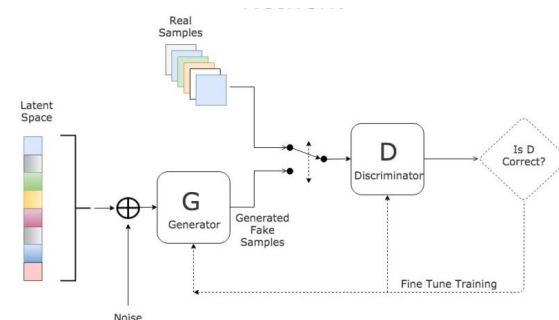 Real
Samples
Latent
Space
Is D
Correct?
D
Discriminator
G
Generator
Generated
Fake
Samples
Fine Tune Training
Noise